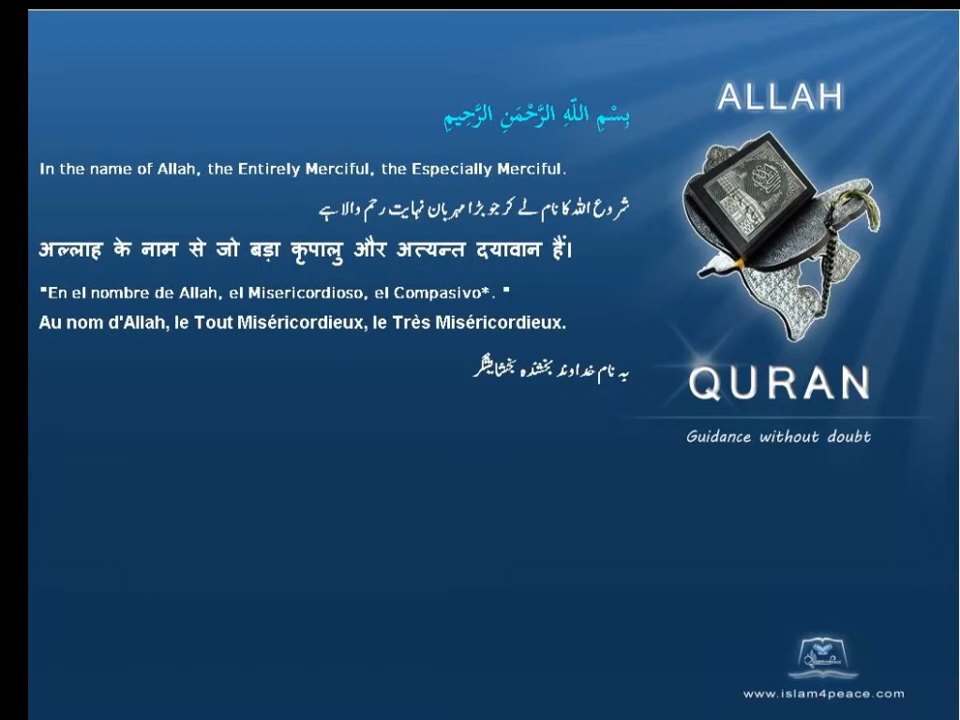 بِسْمِ اللَّهِ الرَّحْمَنِ الرَّحِيمِ
In the name of Allah, the Entirely Merciful, the Especially Merciful.
شروع اللہ کا نام لے کر جو بڑا مہربان نہایت رحم والا ہے
अल्लाह के नाम से जो बड़ा कृपालु और अत्यन्त दयावान हैं।
"En el nombre de Allah, el Misericordioso, el Compasivo*. "
Au nom d'Allah, le Tout Miséricordieux, le Très Miséricordieux.
به نام خداوند بخشنده بخشایشگر
ALLAH
QURAN
Guidance without doubt
www.islam4peace.com